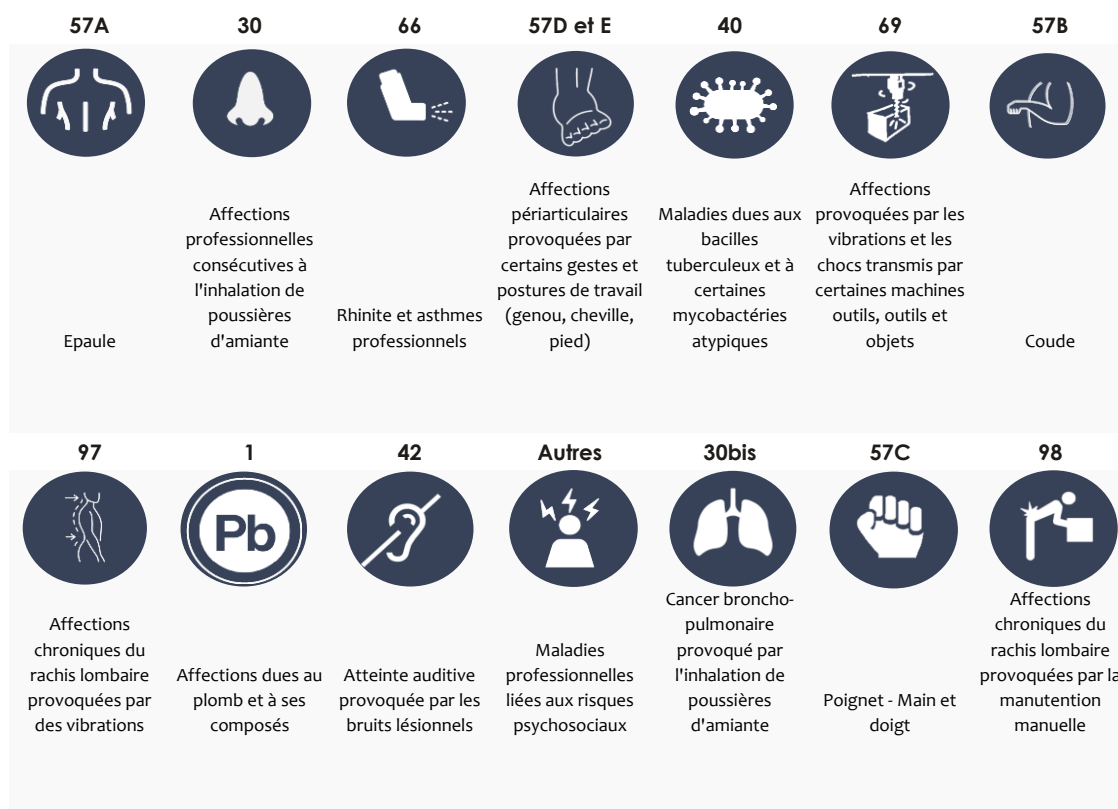 57A
30
66
57D et E
40
69
57B
Epaule
Affections
professionnelles
consécutives à
l'inhalation de
poussières
d'amiante
Rhinite et asthmes
professionnels
Affections
périarticulaires
provoquées par
certains gestes et
postures de travail
(genou, cheville,
pied)
Maladies dues aux
bacilles
tuberculeux et à
certaines
mycobactéries
atypiques
Affections
provoquées par les
vibrations et les
chocs transmis par
certaines machines
outils, outils et
objets
Coude
97
1
42
Autres
30bis
57C
98
Pb
Affections
chroniques du
rachis lombaire
provoquées par
des vibrations
Affections dues au
plomb et à ses
composés
Atteinte auditive
provoquée par les
bruits lésionnels
Maladies
professionnelles
liées aux risques
psychosociaux
Cancer broncho-
pulmonaire
provoqué par
l'inhalation de
poussières
d'amiante
Poignet - Main et
doigt
Affections
chroniques du
rachis lombaire
provoquées par la
manutention
manuelle